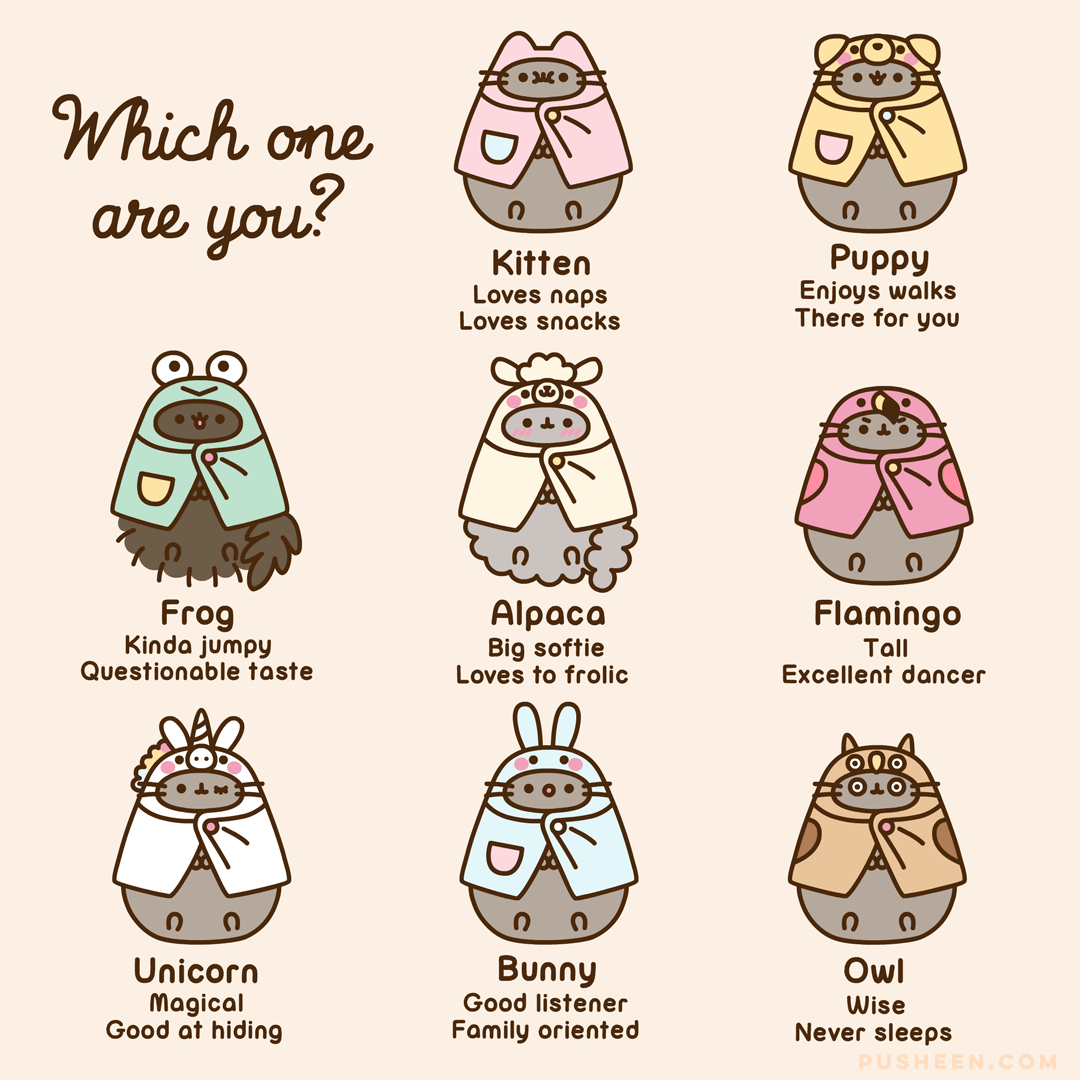 Which one
are you?
Kitten
Loves naps
Loves snacks
Puppy
Enjoys walks
There for you
Frog
Kinda jumpy
Questionable taste
Alpaca
Big softie
Loves to frolic
Flamingo
Tall
Excellent dancer
Unicorn
Magical
Good at hiding
Bunny
Good listener
Family oriented
Owl
Wise
Never sleeps
PUSHEEN.COM